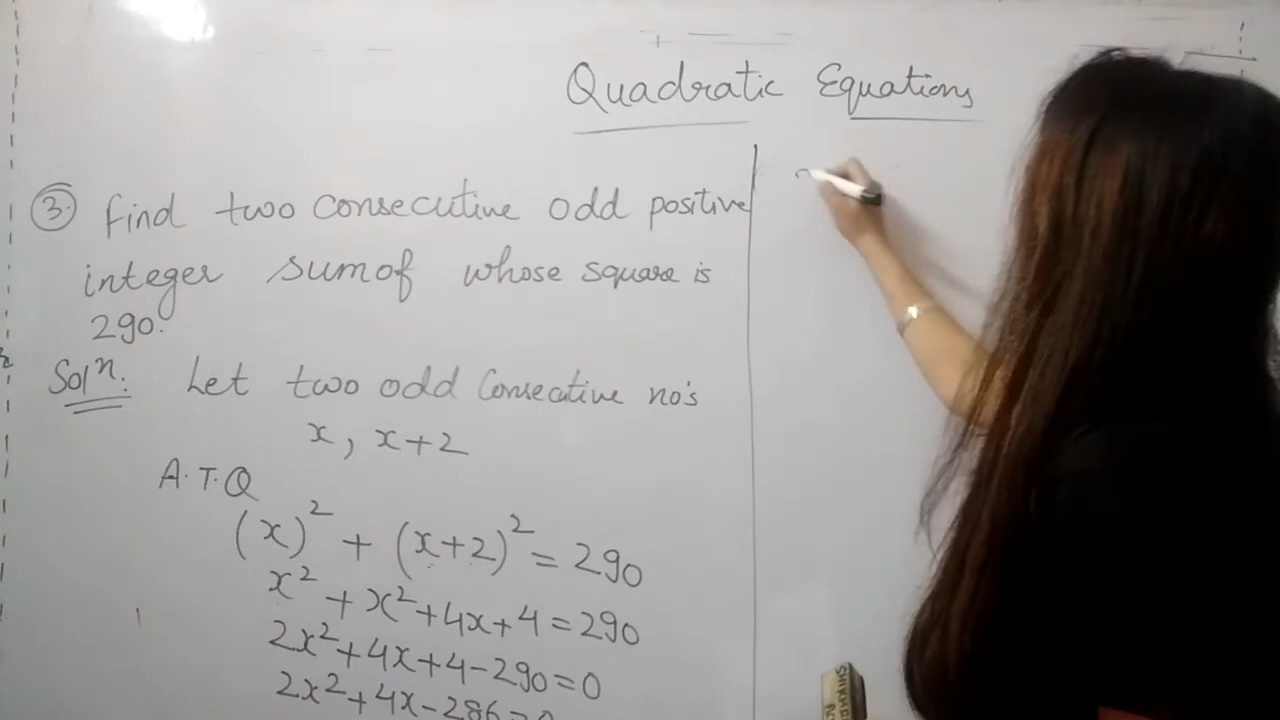 Quadratic Equations
③. find two consecutive odd positive
integer sum of whose square is
290.
Solⁿ. Let two odd Consecutive no's
x, x+2
A.T.Q
(x)² + (x+2)² = 290
x² + x² + 4x + 4 = 290
2x² + 4x + 4 - 290 = 0
2x² + 4x - 286 = 0